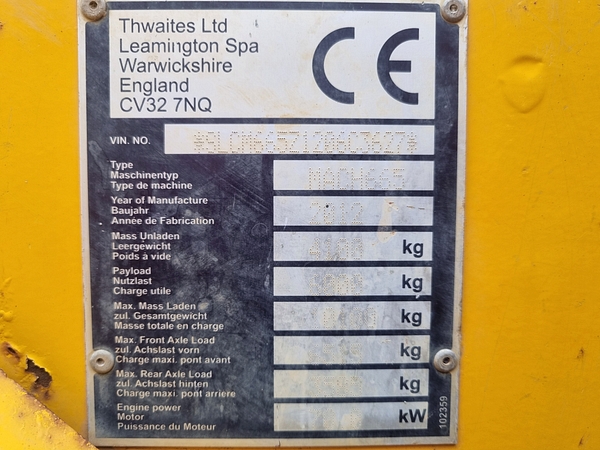 Thwaites Ltd
Leamington Spa
Warwickshire
England
CV32 7NQ
CE
VIN. NO.
Type
Maschinentyp
Type de machine
Year of Manufacture
Baujahr
Année de Fabrication
2012
Mass Unladen
Leergewicht
Poids à vide
kg
Payload
Nutzlast
Charge utile
kg
Max. Mass Laden
zul. Gesamtgewicht
Masse totale en charge
kg
Max. Front Axle Load
zul. Achslast vorn
Charge maxi. pont avant
kg
Max. Rear Axle Load
zul. Achslast hinten
Charge maxi. pont arriere
kg
Engine power
Motor
Puissance du Moteur
kW
102359